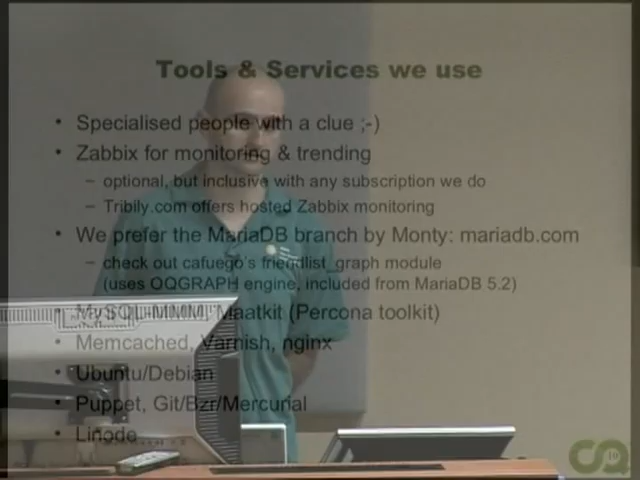 Tools & Services we use
• Specialised people with a clue ;-)
• Zabbix for monitoring & trending
– optional, but inclusive with any subscription we do
– Tribily.com offers hosted Zabbix monitoring
• We prefer the MariaDB branch by Monty: mariadb.com
– check out cafuego's friendlist_graph module
(uses OQGRAPH engine, included from MariaDB 5.2)
• MySQL-MMM, Maatkit (Percona toolkit)
• Memcached, Varnish, nginx
• Ubuntu/Debian
• Puppet, Git/Bzr/Mercurial
• Linode